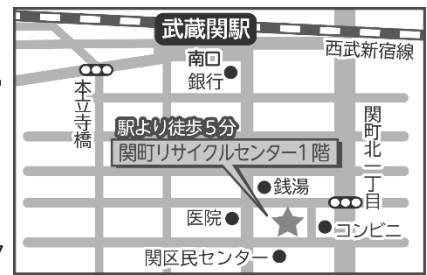 武蔵関駅
西武新宿線
南口
銀行
本立寺橋
駅より徒歩5分
関町リサイクルセンター1階
関町北二丁目
銭湯
医院
コンビニ
関区民センター